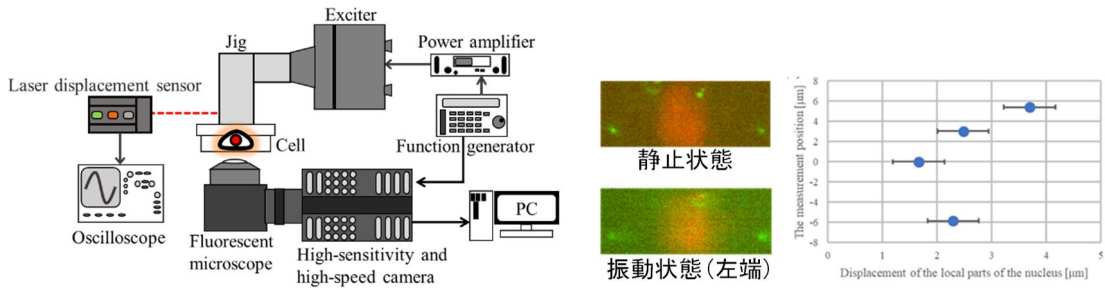 Exciter
Jig
Power amplifier
Laser displacement sensor
Cell
Function generator
Oscilloscope
Fluorescent
microscope
High-sensitivity and
high-speed camera
PC
静止状態
振動状態(左端)
The measurement position [μm]
8
6
4
2
0
-2
-4
-6
-8
0 1 2 3 4 5
Displacement of the local parts of the nucleus [μm]